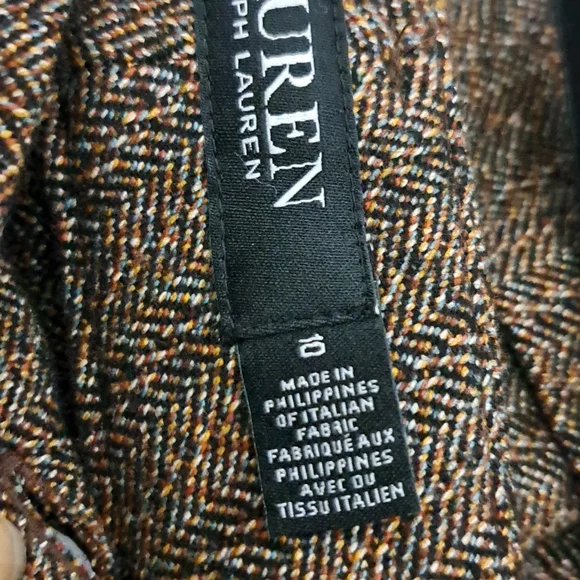 UREN
PH LAUREN
10
MADE IN
PHILIPPINES
OF ITALIAN
FABRIC
FABRIQUÉ AUX
PHILIPPINES
AVEC DU
TISSU ITALIEN